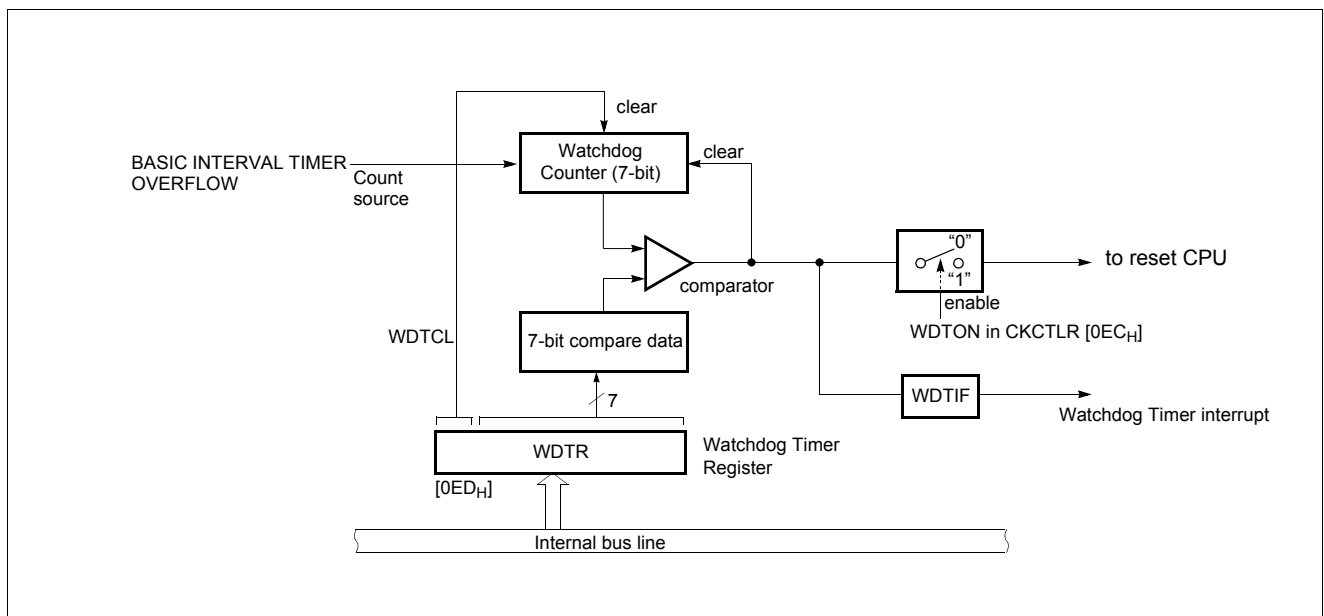 clear
BASIC INTERVAL TIMER
OVERFLOW
Count
source
Watchdog
Counter (7-bit)
clear
comparator
“0”
“1”
enable
to reset CPU
WDTON in CKCTLR [0ECH]
WDTCL
7-bit compare data
7
WDTIF
Watchdog Timer interrupt
WDTR
Watchdog Timer
Register
[0EDH]
Internal bus line